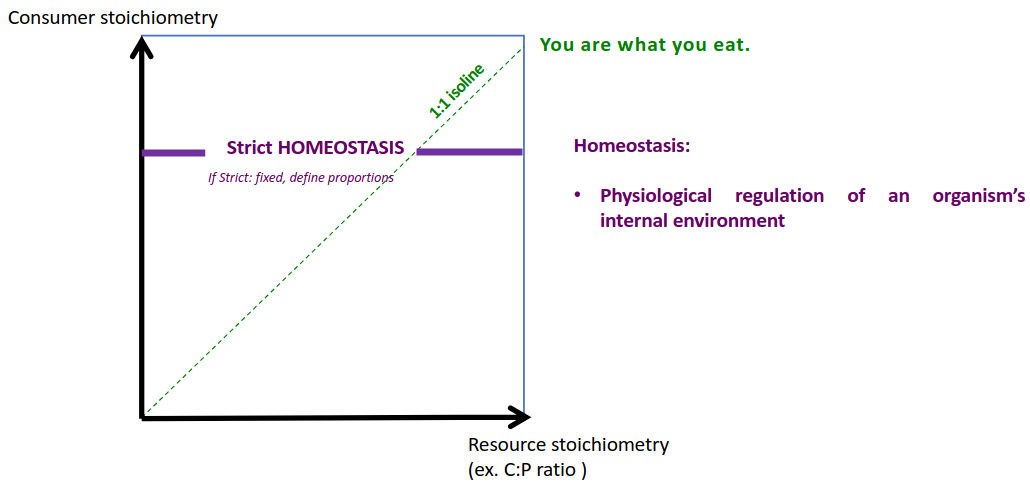 Consumer stoichiometry
You are what you eat.
1:1 isoline
Strict HOMEOSTASIS
If Strict: fixed, define proportions
Homeostasis:
• Physiological regulation of an organism's
internal environment
Resource stoichiometry
(ex. C:P ratio )